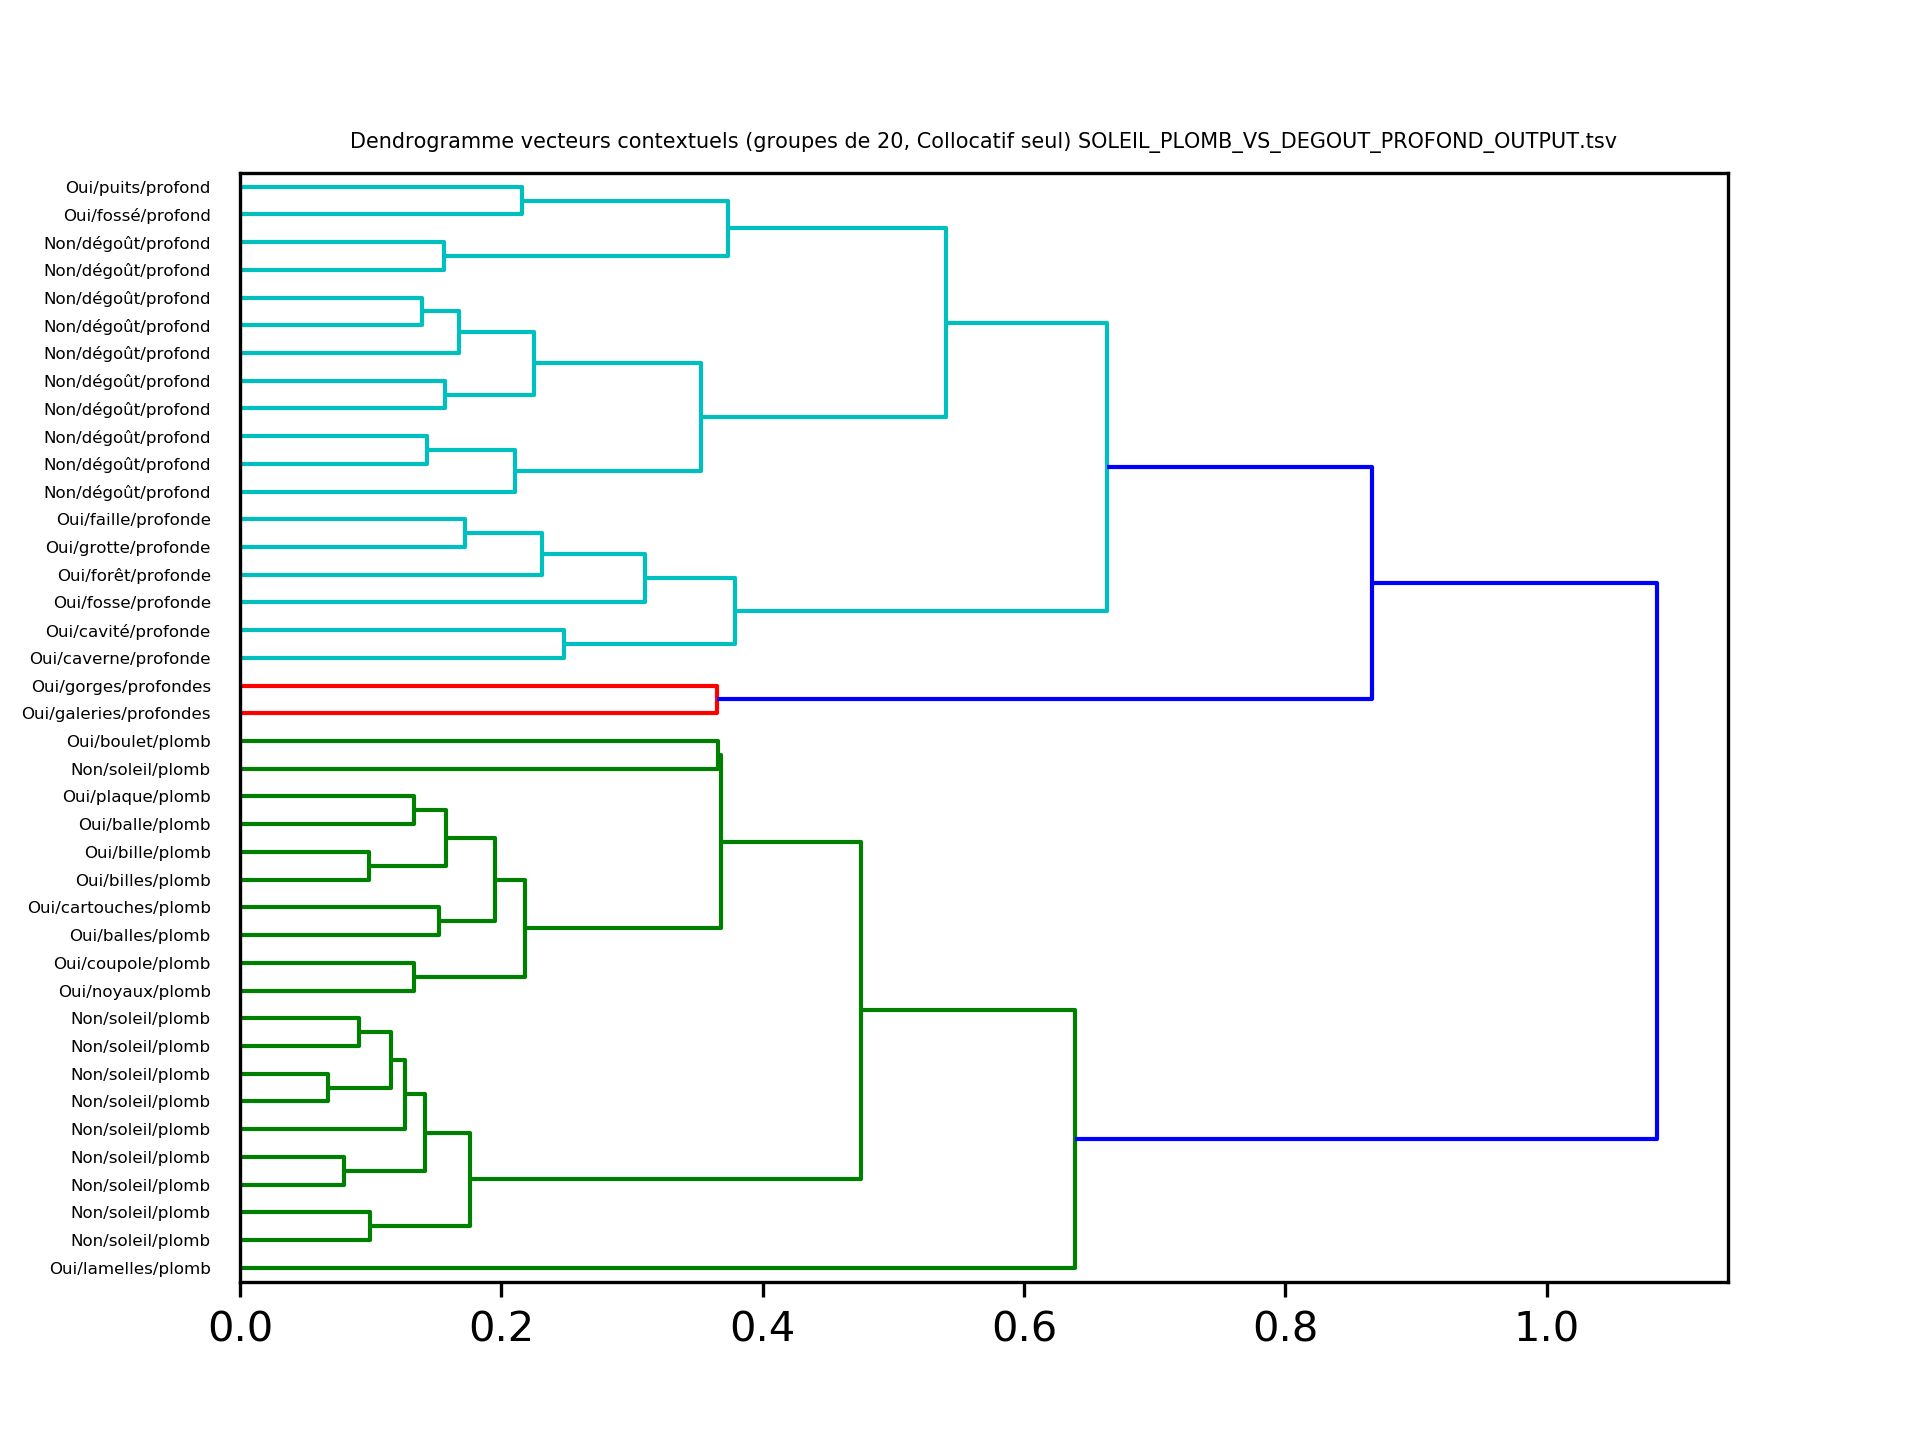 Dendrogramme vecteurs contextuels (groupes de 20, Collocatif seul) SOLEIL_PLOMB_VS_DEGOUT_PROFOND_OUTPUT.tsv
Oui/puits/profond
Oui/fossé/profond
Non/dégoût/profond
Non/dégoût/profond
Non/dégoût/profond
Non/dégoût/profond
Non/dégoût/profond
Non/dégoût/profond
Non/dégoût/profond
Non/dégoût/profond
Non/dégoût/profond
Non/dégoût/profond
Oui/faille/profonde
Oui/grotte/profonde
Oui/forêt/profonde
Oui/fosse/profonde
Oui/cavité/profonde
Oui/caverne/profonde
Oui/gorges/profondes
Oui/galeries/profondes
Oui/boulet/plomb
Non/soleil/plomb
Oui/plaque/plomb
Oui/balle/plomb
Oui/bille/plomb
Oui/billes/plomb
Oui/cartouches/plomb
Oui/balles/plomb
Oui/coupole/plomb
Oui/noyaux/plomb
Non/soleil/plomb
Non/soleil/plomb
Non/soleil/plomb
Non/soleil/plomb
Non/soleil/plomb
Non/soleil/plomb
Non/soleil/plomb
Non/soleil/plomb
Non/soleil/plomb
Oui/lamelles/plomb
0.0 0.2 0.4 0.6 0.8 1.0